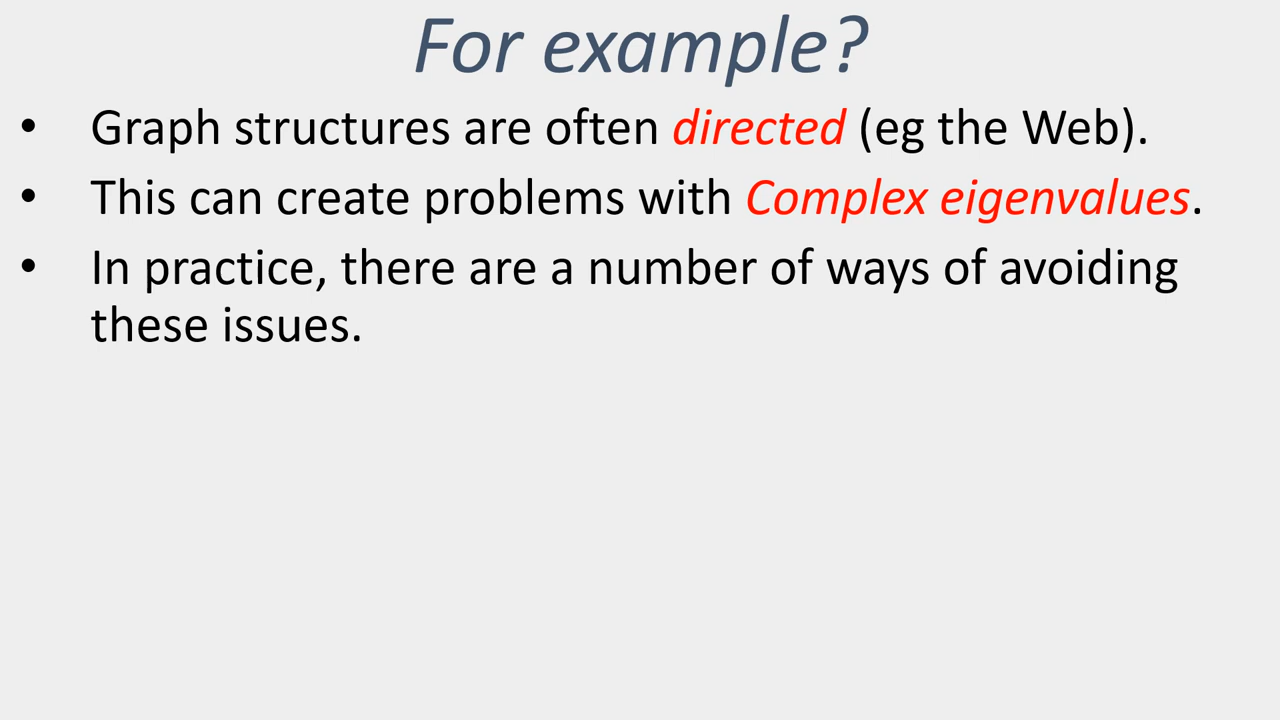 For example?
• Graph structures are often directed (eg the Web).
• This can create problems with Complex eigenvalues.
• In practice, there are a number of ways of avoiding
these issues.